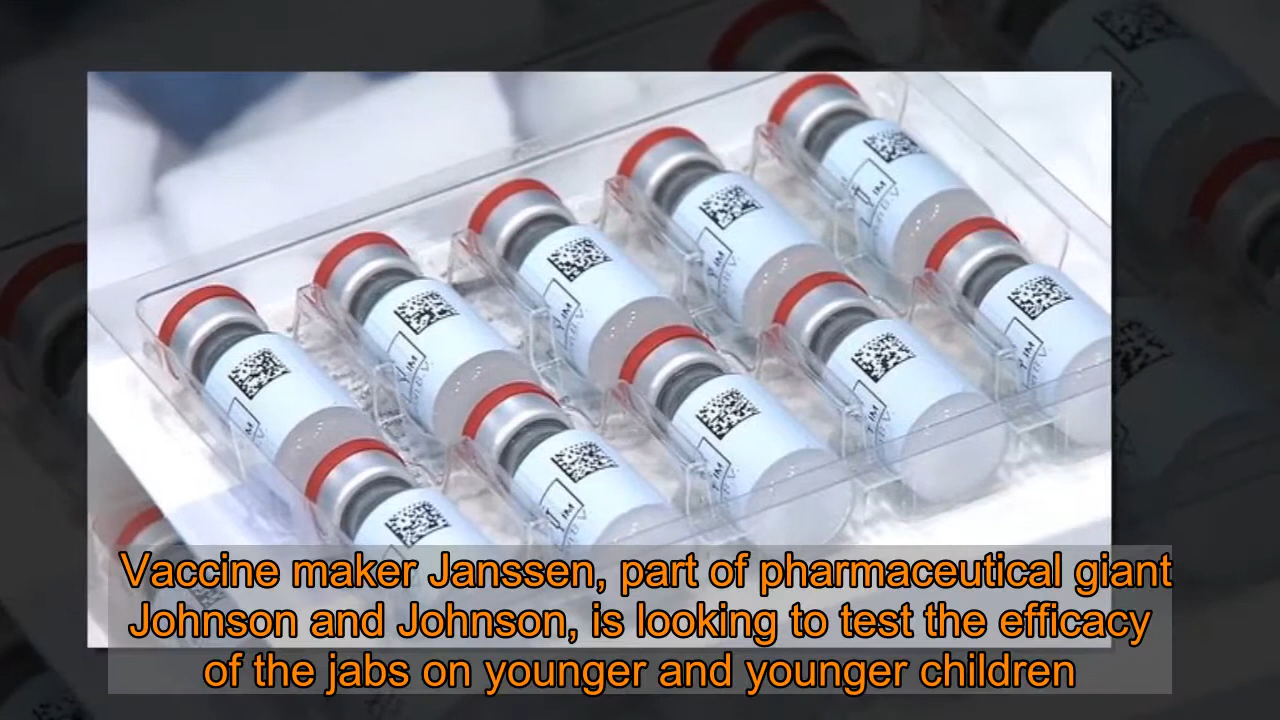 Vaccine maker Janssen, part of pharmaceutical giant
Johnson and Johnson, is looking to test the efficacy
of the jabs on younger and younger children